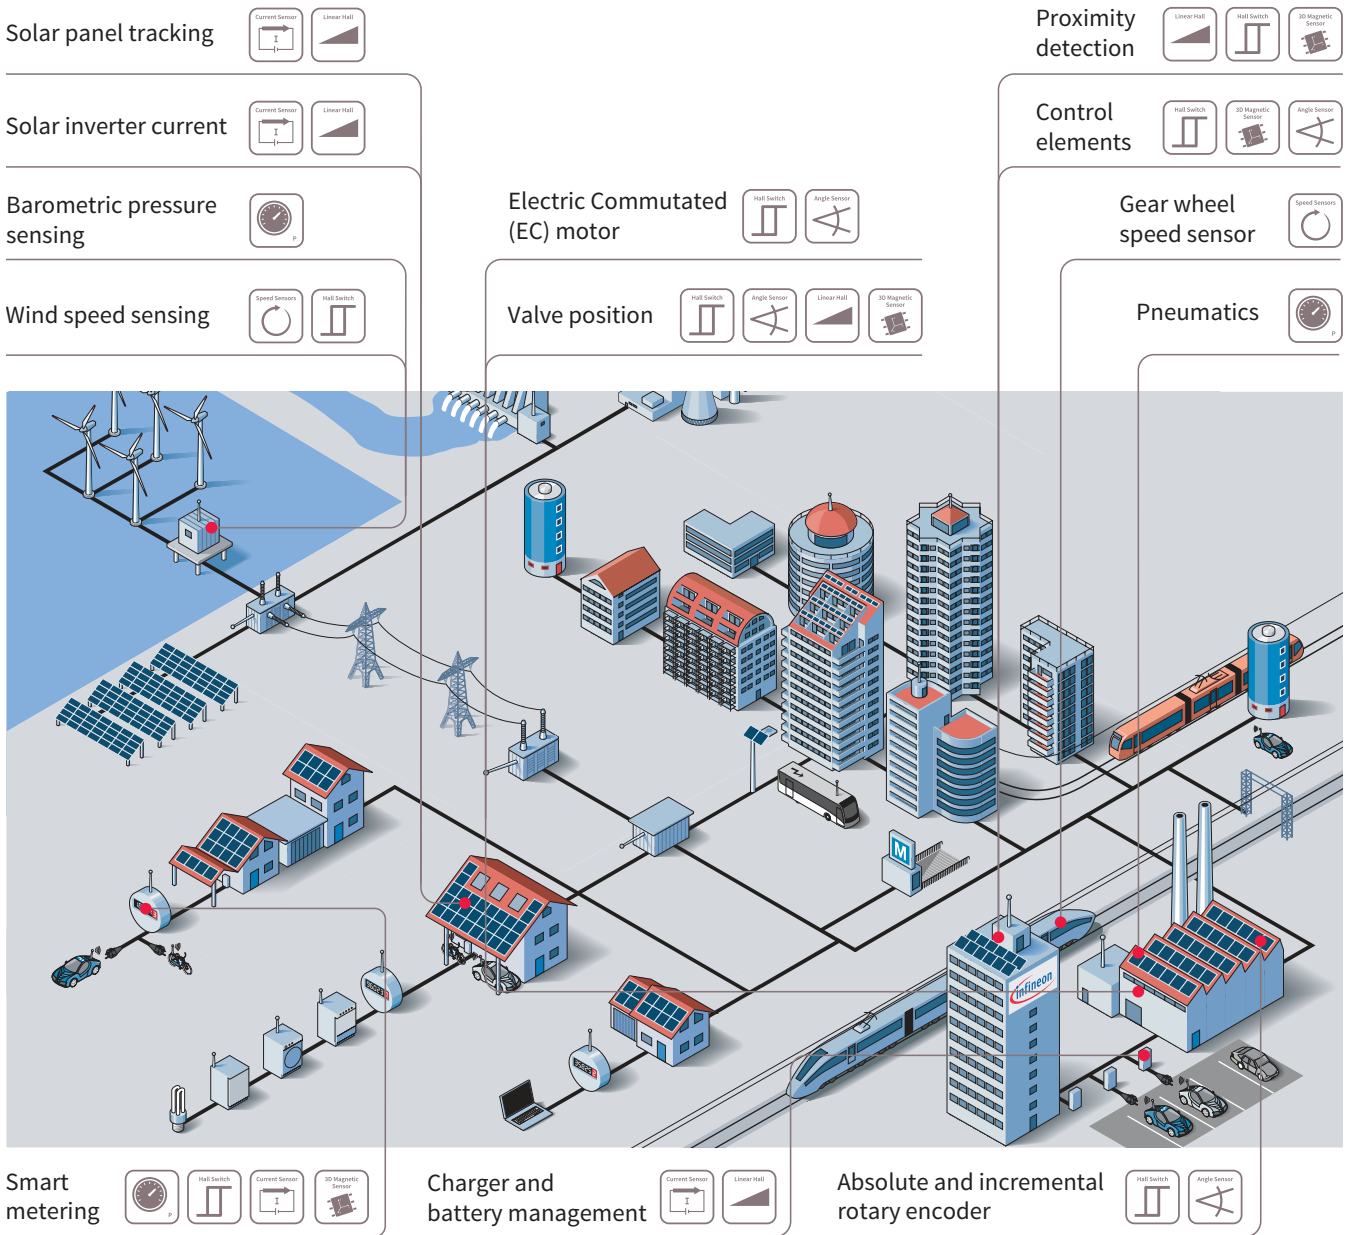 Solar panel tracking
Current Sensor
I
Linear Hall
Solar inverter current
Current Sensor
I
Linear Hall
Barometric pressure
sensing
P
Wind speed sensing
Speed Sensors
Hall Switch
Electric Commutated
(EC) motor
Hall Switch
Angle Sensor
Valve position
Hall Switch
Angle Sensor
Linear Hall
3D Magnetic
Sensor
Proximity
detection
Linear Hall
Hall Switch
3D Magnetic
Sensor
Control
elements
Hall Switch
3D Magnetic
Sensor
Angle Sensor
Gear wheel
speed sensor
Speed Sensors
Pneumatics
P
M
infineon
Smart
metering
P
Hall Switch
Current Sensor
I
3D Magnetic
Sensor
Charger and
battery management
Current Sensor
I
Linear Hall
Absolute and incremental
rotary encoder
Hall Switch
Angle Sensor